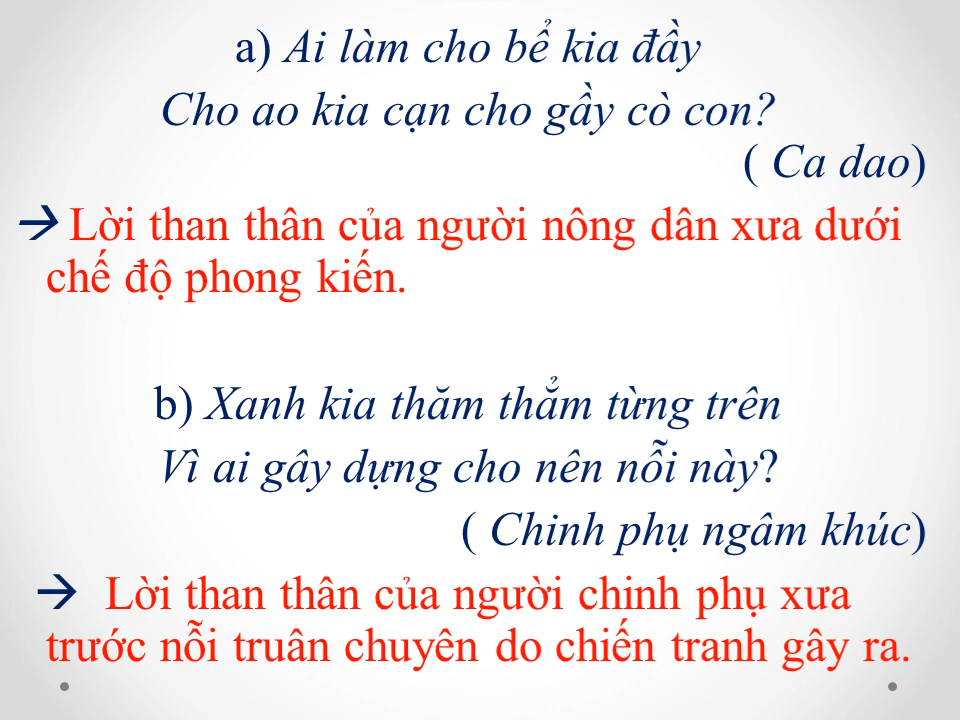 a) Ai làm cho bể kia đầy
Cho ao kia cạn cho gầy cò con?
( Ca dao)
→ Lời than thân của người nông dân xưa dưới
chế độ phong kiến.
b) Xanh kia thăm thẳm từng trên
Vì ai gây dựng cho nên nỗi này?
( Chinh phụ ngâm khúc)
→ Lời than thân của người chinh phụ xưa
trước nỗi truân chuyên do chiến tranh gây ra.